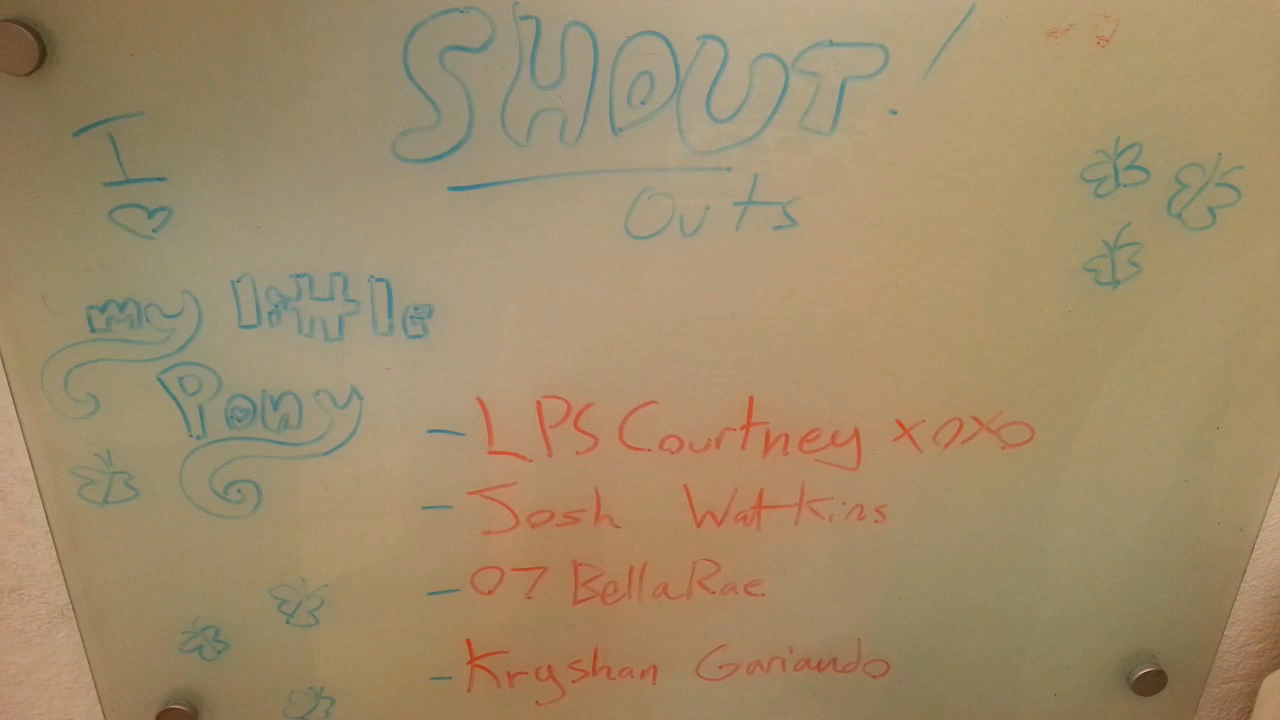 SHOUT!
outs
I
♡
my little
Pony
- LPS Courtney xoxo
- Josh Watkins
- 07 BellaRae
- Kryshan Gariando